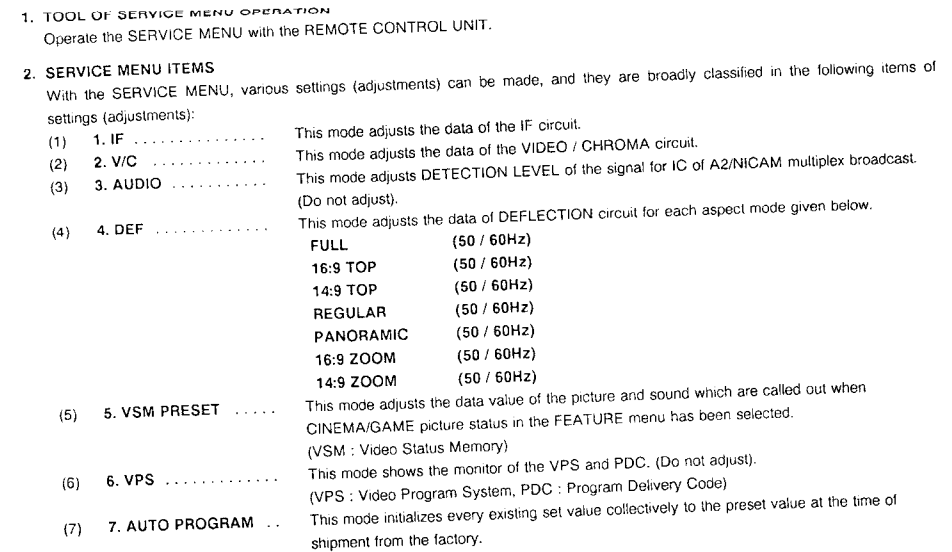 1. TOOL OF SERVICE MENU OPERATION
Operate the SERVICE MENU with the REMOTE CONTROL UNIT.
2. SERVICE MENU ITEMS
With the SERVICE MENU, various settings (adjustments) can be made, and they are broadly classified in the following items of
settings (adjustments):
(1) 1. IF . . . . . . . . . . . . . . . This mode adjusts the data of the IF circuit.
(2) 2. V/C . . . . . . . . . . . . . This mode adjusts the data of the VIDEO / CHROMA circuit.
(3) 3. AUDIO . . . . . . . . . . . This mode adjusts DETECTION LEVEL of the signal for IC of A2/NICAM multiplex broadcast.
(Do not adjust).
(4) 4. DEF . . . . . . . . . . . . . This mode adjusts the data of DEFLECTION circuit for each aspect mode given below.
FULL (50 / 60Hz)
16:9 TOP (50 / 60Hz)
14:9 TOP (50 / 60Hz)
REGULAR (50 / 60Hz)
PANORAMIC (50 / 60Hz)
16:9 ZOOM (50 / 60Hz)
14:9 ZOOM (50 / 60Hz)
(5) 5. VSM PRESET . . . . . This mode adjusts the data value of the picture and sound which are called out when
CINEMA/GAME picture status in the FEATURE menu has been selected.
(VSM : Video Status Memory)
(6) 6. VPS . . . . . . . . . . . . . This mode shows the monitor of the VPS and PDC. (Do not adjust).
(VPS : Video Program System, PDC : Program Delivery Code)
(7) 7. AUTO PROGRAM . . This mode initializes every existing set value collectively to the preset value at the time of
shipment from the factory.